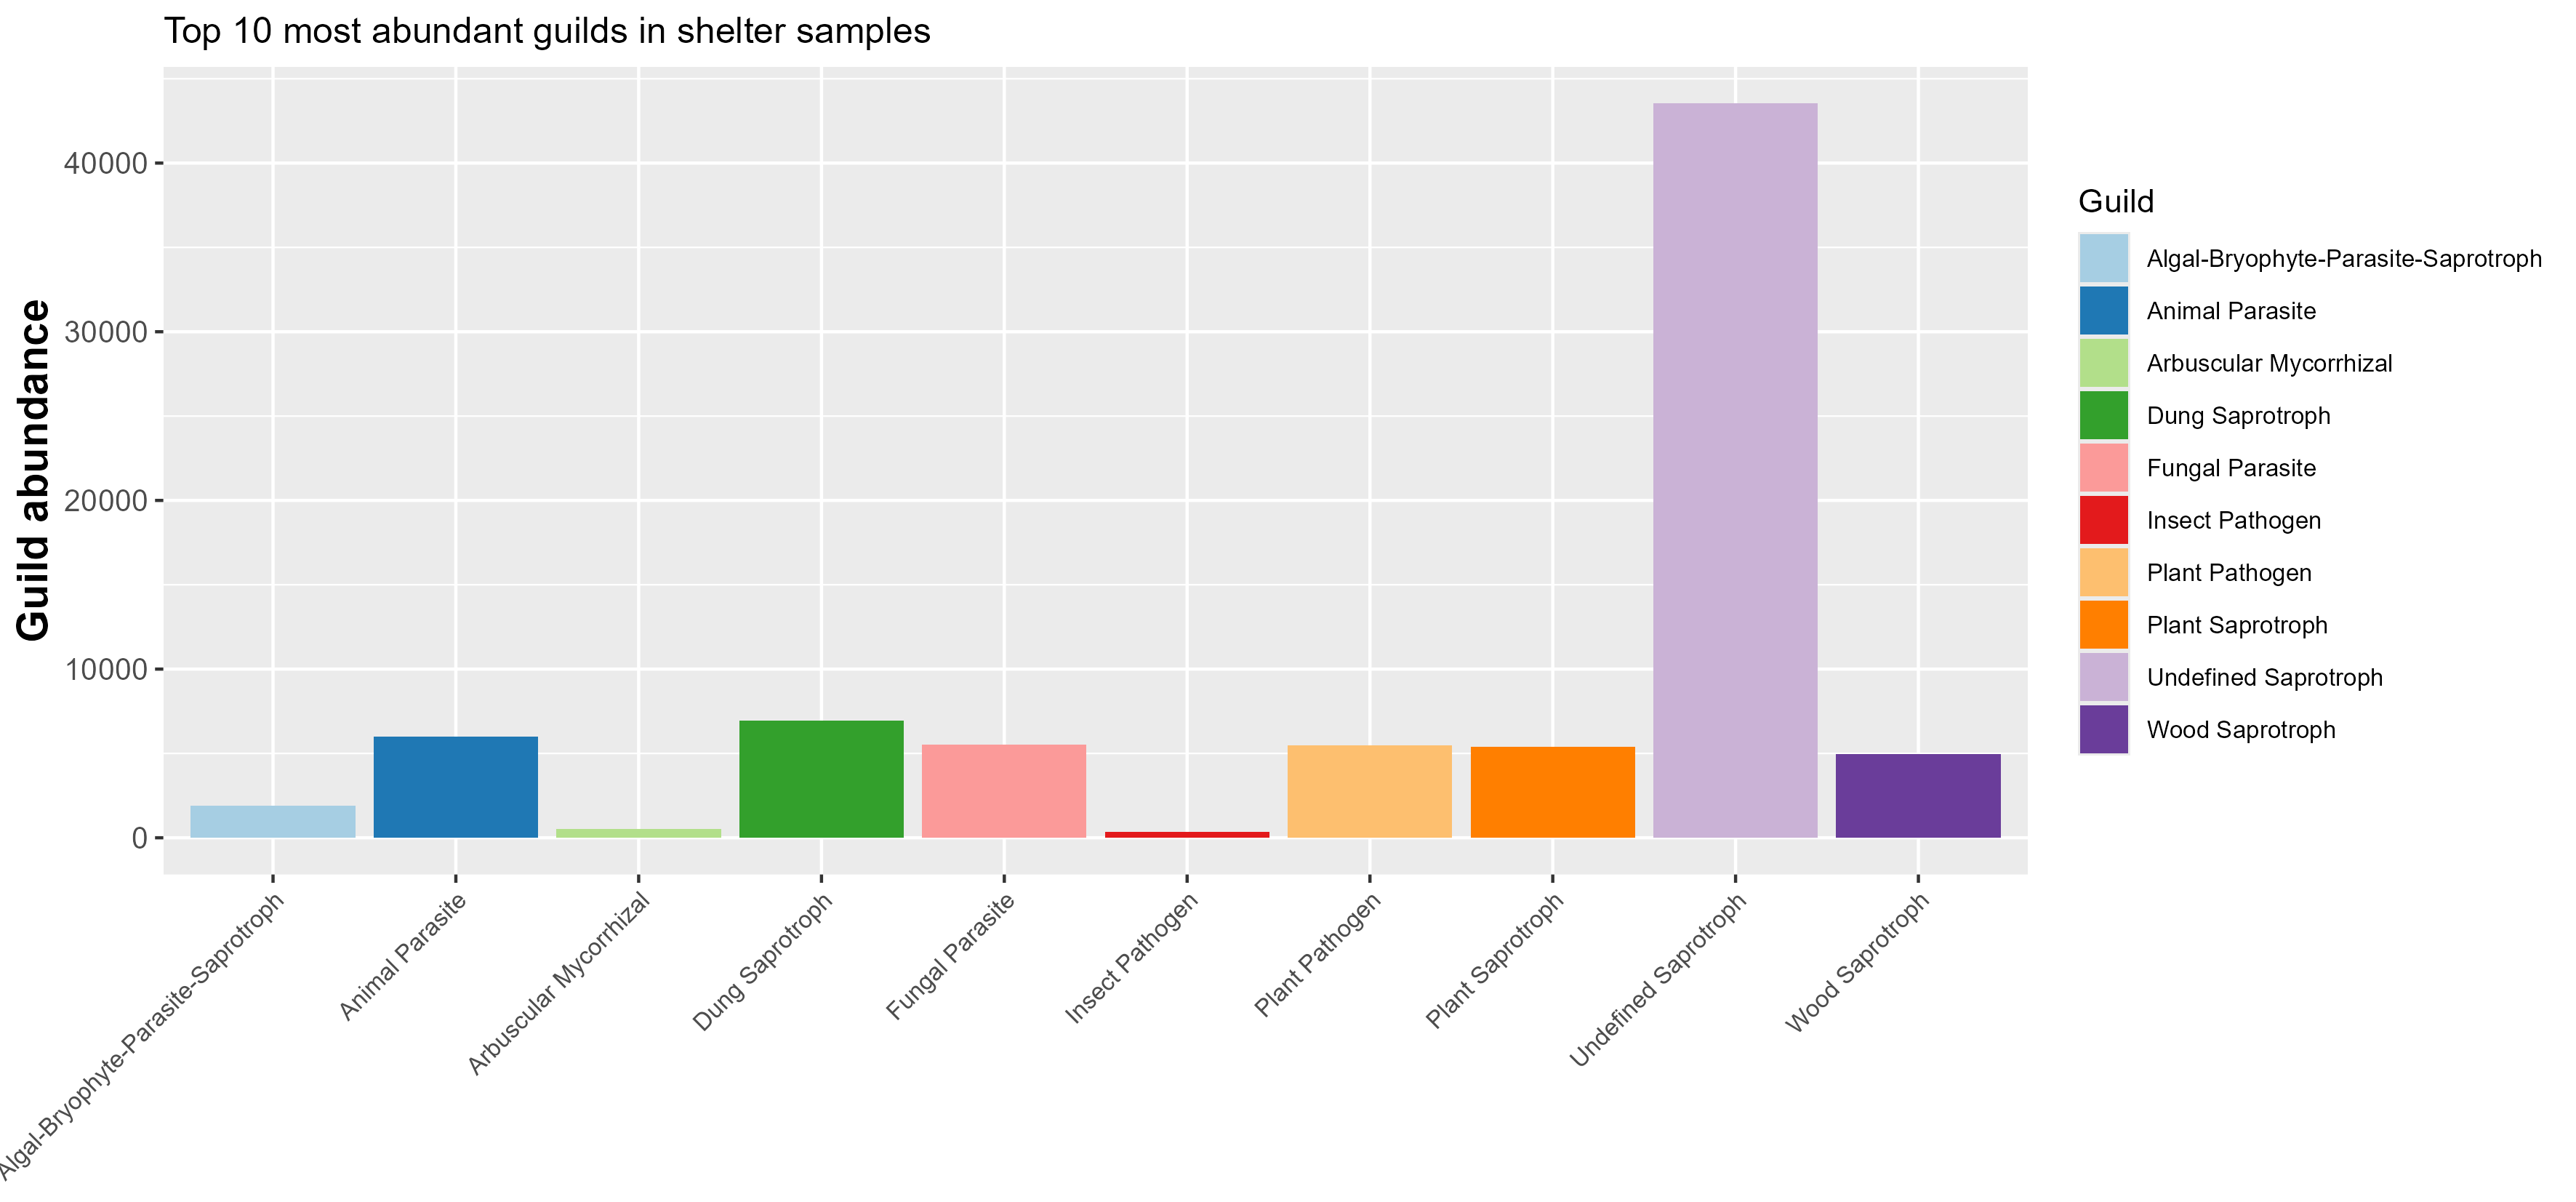 Top 10 most abundant guilds in shelter samples
Guild abundance
40000
30000
20000
10000
0
Algal-Bryophyte-Parasite-Saprotroph
Animal Parasite
Arbuscular Mycorrhizal
Dung Saprotroph
Fungal Parasite
Insect Pathogen
Plant Pathogen
Plant Saprotroph
Undefined Saprotroph
Wood Saprotroph
Guild
Algal-Bryophyte-Parasite-Saprotroph
Animal Parasite
Arbuscular Mycorrhizal
Dung Saprotroph
Fungal Parasite
Insect Pathogen
Plant Pathogen
Plant Saprotroph
Undefined Saprotroph
Wood Saprotroph